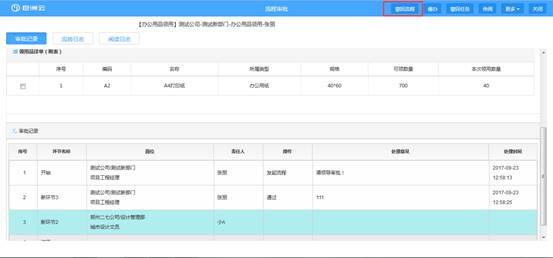 流程审批
撤回流程 催办 撤回任务 作阅 更多 关闭
【办公用品领用】测试公司-测试新部门-办公品领用-张丽
审批记录 流转日志 阅读日志
领用品详单（附表）
序号 编码 名称 所属类型 规格 可领数量 本次领用数量
1 A2 A4打印纸 办公用纸 40*60 700 40
审批记录
序号 环节名称 岗位 责任人 操作 处理意见 处理时间
1 开始 测试公司/测试新部门 项目工程经理 张丽 发起流程 请领导审批！ 2017-09-23 12:58:13
2 新环节3 测试公司/测试新部门 项目工程经理 张丽 通过 111 2017-09-23 12:58:25
3 新环节2 郑州二七公司/设计管理部 城市设计文员 小A